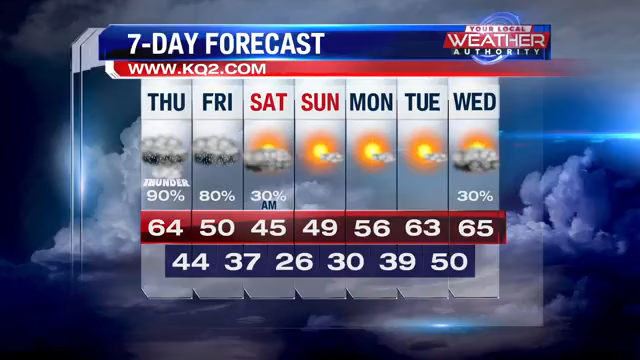 7-DAY FORECAST
YOUR LOCAL
WEATHER
AUTHORITY
WWW.KQ2.COM
THU FRI SAT SUN MON TUE WED
THUNDER
90% 80% 30% 30%
AM
64 50 45 49 56 63 65
44 37 26 30 39 50